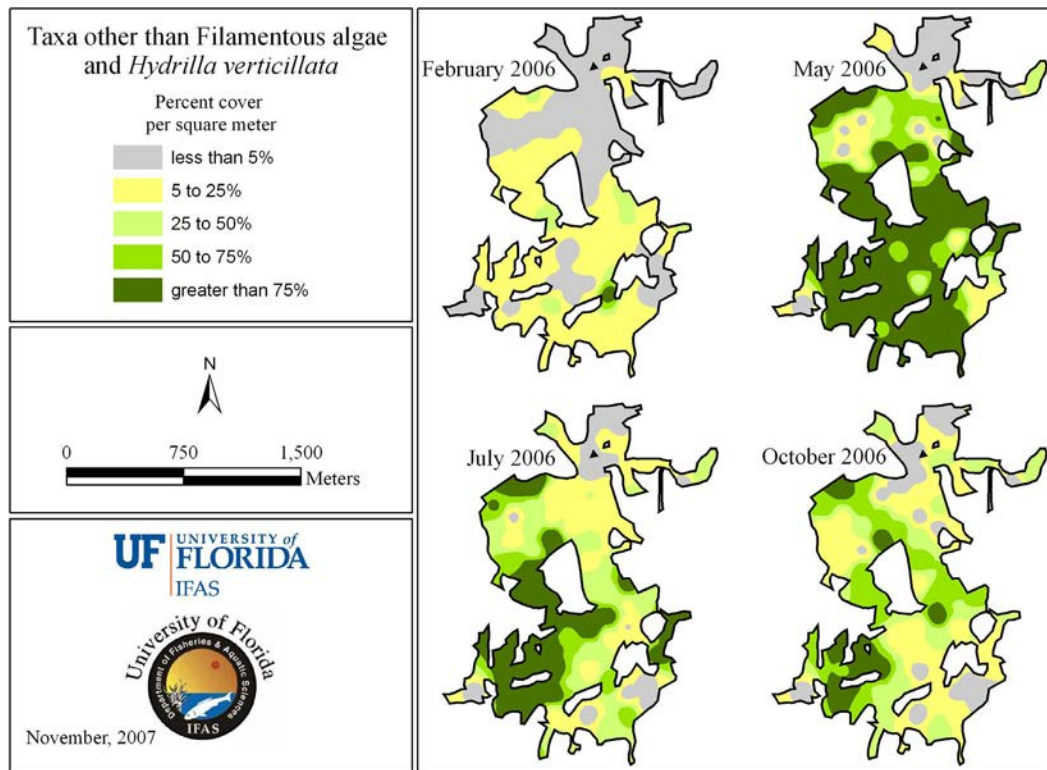 Taxa other than Filamentous algae
and Hydrilla verticillata
Percent cover
per square meter
less than 5%
5 to 25%
25 to 50%
50 to 75%
greater than 75%
N
0 750 1,500
Meters
UF UNIVERSITY of
FLORIDA
IFAS
University of Florida
Department of Fisheries & Aquatic Sciences
IFAS
November, 2007
February 2006
May 2006
July 2006
October 2006